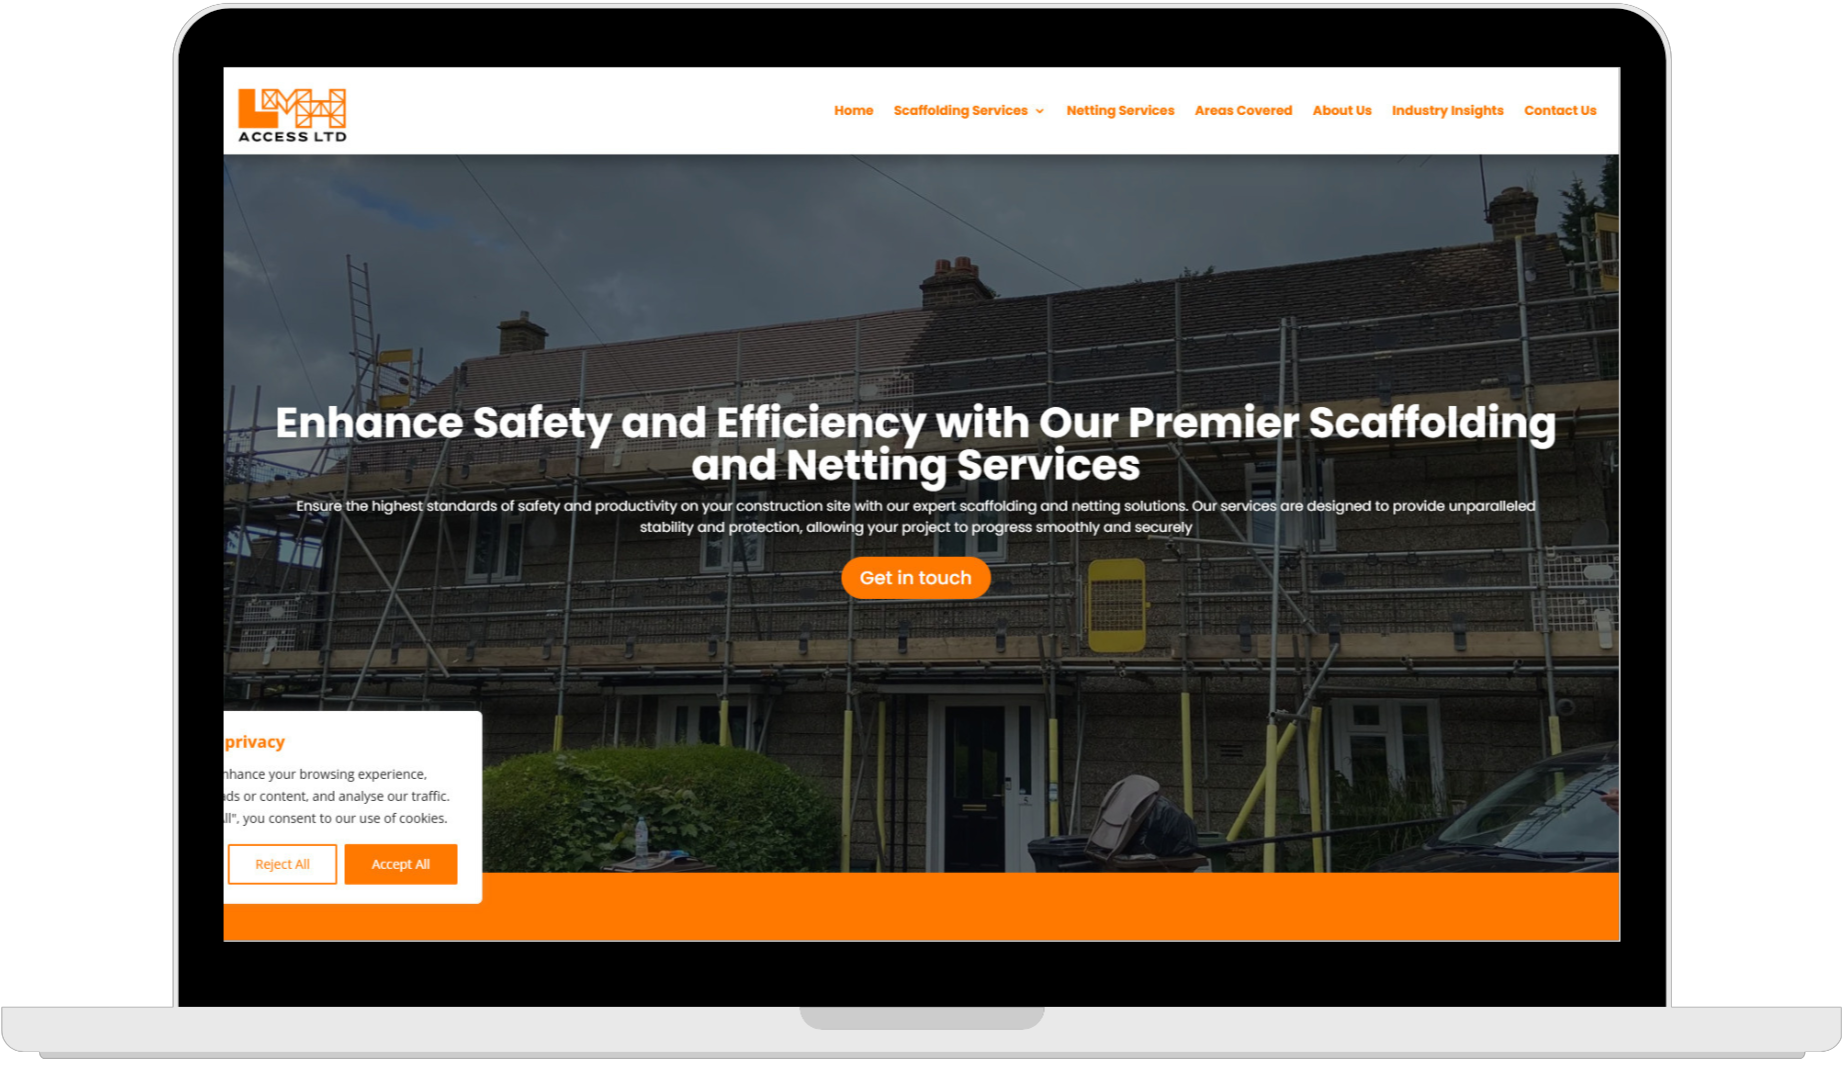 LMH
ACCESS LTD
Home Scaffolding Services Netting Services Areas Covered About Us Industry Insights Contact Us
Enhance Safety and Efficiency with Our Premier Scaffolding
and Netting Services
Ensure the highest standards of safety and productivity on your construction site with our expert scaffolding and netting solutions. Our services are designed to provide unparalleled
stability and protection, allowing your project to progress smoothly and securely
Get in touch
privacy
nhance your browsing experience,
ds or content, and analyse our traffic.
ll", you consent to our use of cookies.
Reject All Accept All
5